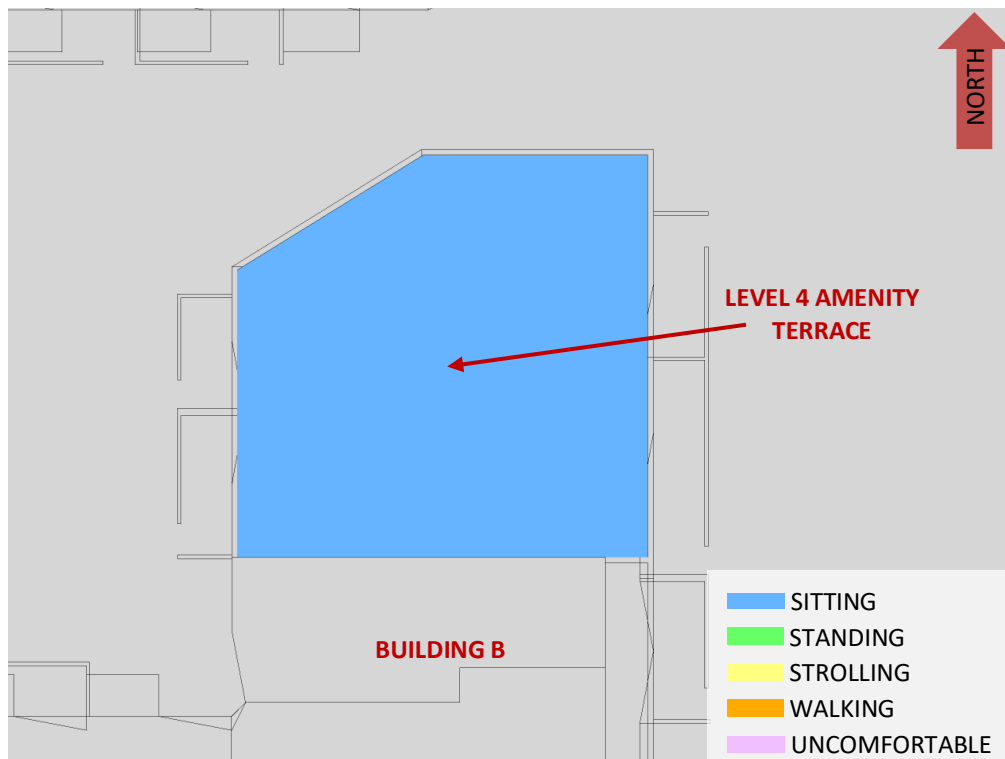 NORTH
LEVEL 4 AMENITY
TERRACE
BUILDING B
SITTING
STANDING
STROLLING
WALKING
UNCOMFORTABLE